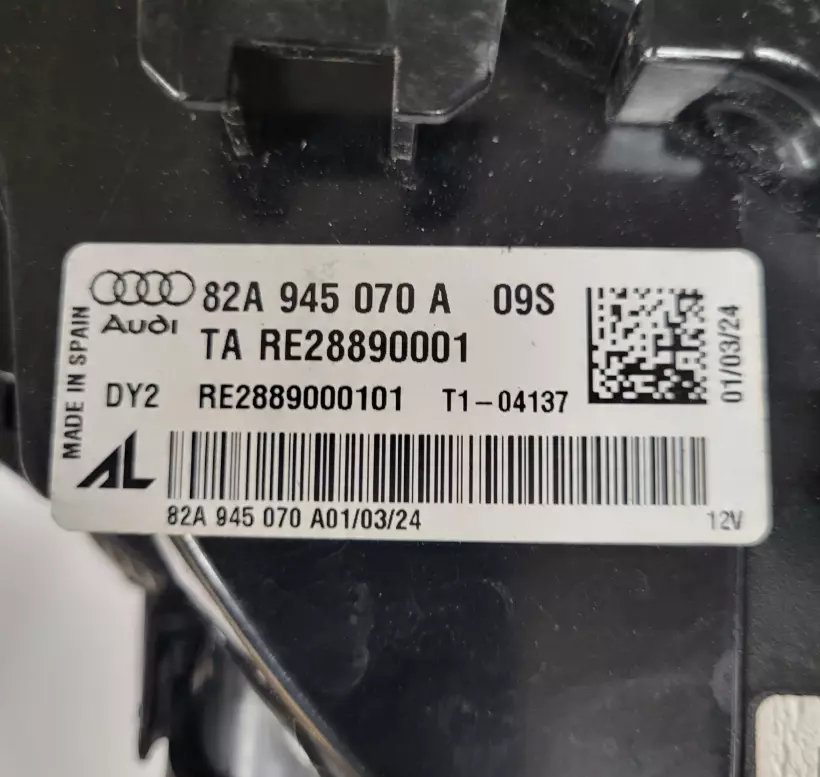 82A 945 070 A 09S
Audi
TA RE28890001
DY2 RE2889000101 T1-04137
MADE IN SPAIN
01/03/24
AL
82A 945 070 A01/03/24 12V